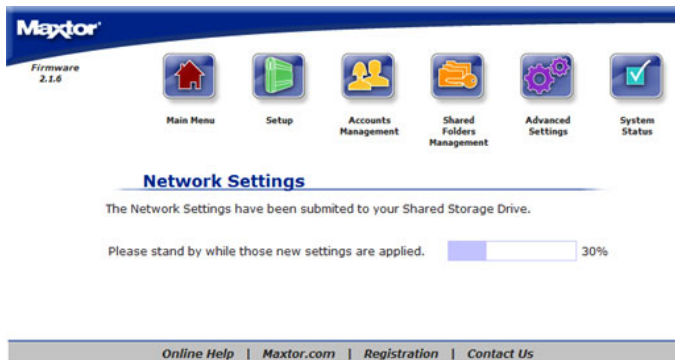 Maxtor
Firmware
2.1.6
Main Menu
Setup
Accounts
Management
Shared
Folders
Management
Advanced
Settings
System
Status
Network Settings
The Network Settings have been submited to your Shared Storage Drive.
Please stand by while those new settings are applied. 30%
Online Help | Maxtor.com | Registration | Contact Us